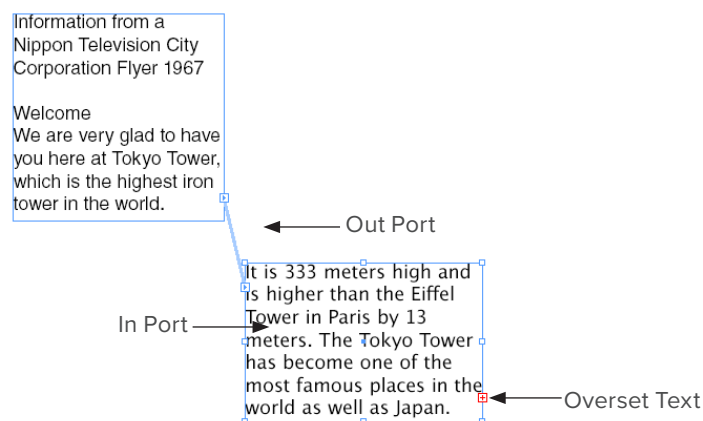 Information from a
Nippon Television City
Corporation Flyer 1967
Welcome
We are very glad to have
you here at Tokyo Tower,
which is the highest iron
tower in the world.
Out Port
It is 333 meters high and
is higher than the Eiffel
Tower in Paris by 13
In Port
meters. The Tokyo Tower
has become one of the
most famous places in the
world as well as Japan.
Overset Text